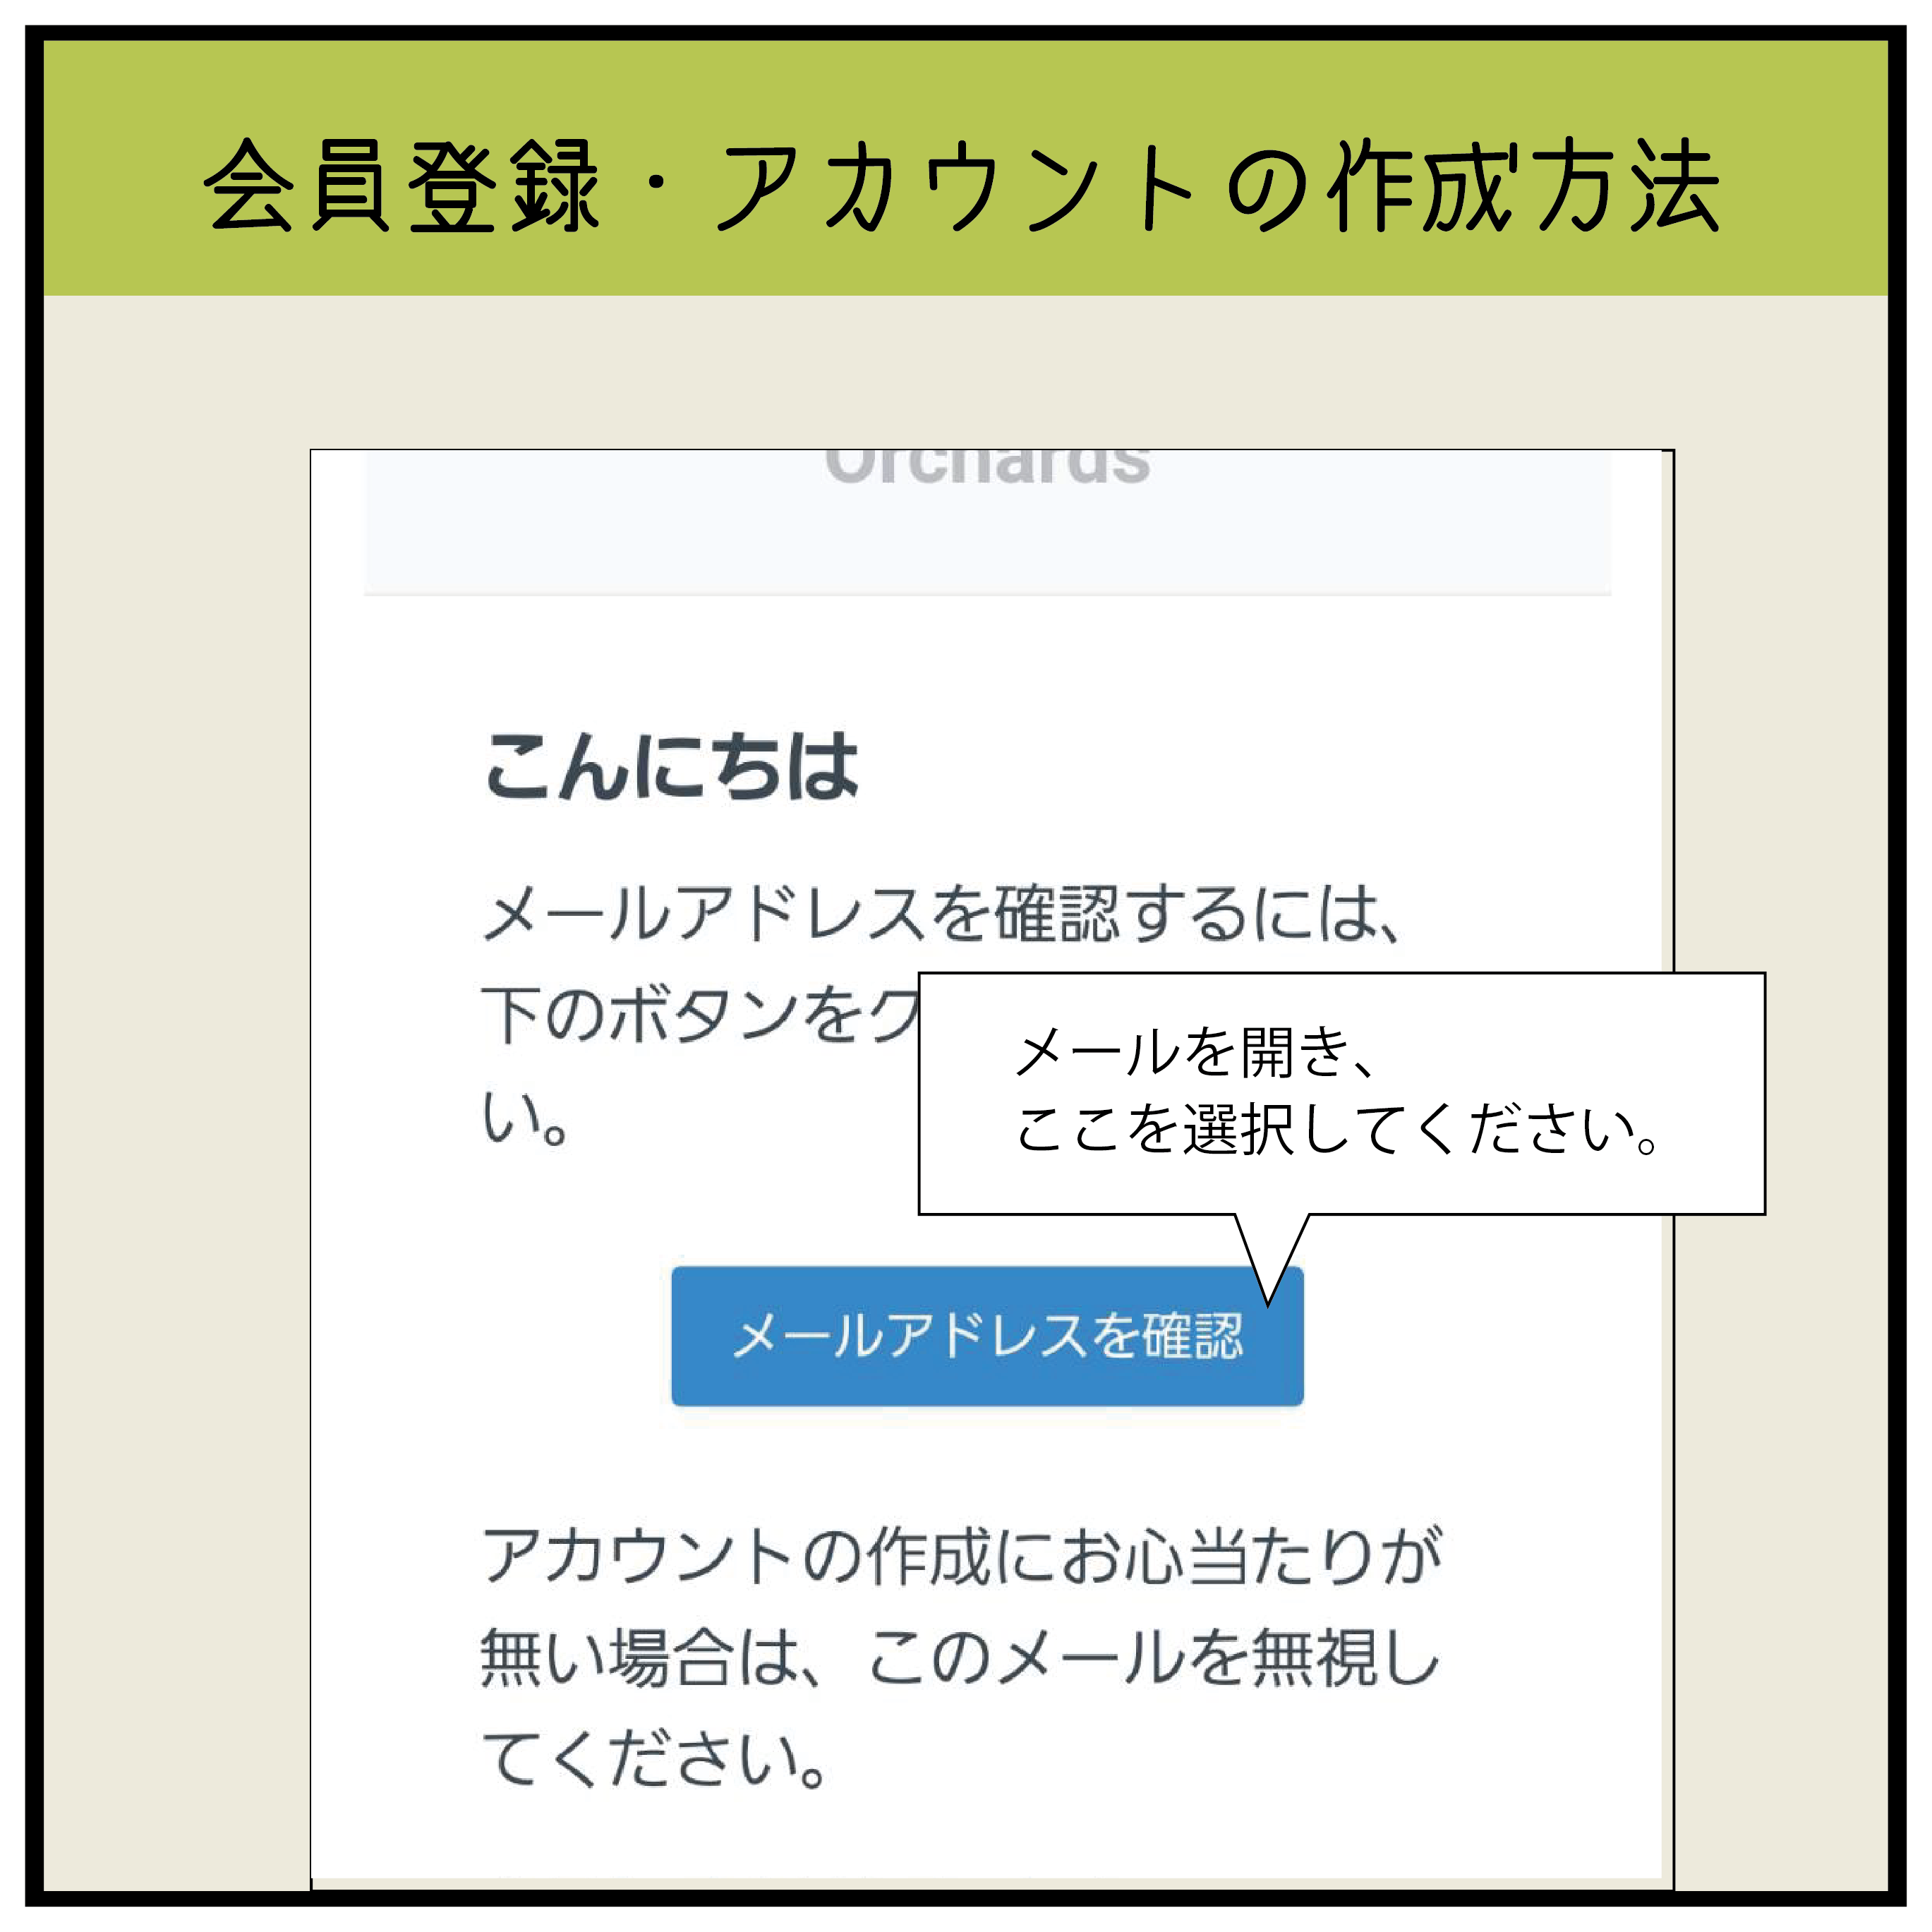 会員登録・アカウントの作成方法
Orchards
こんにちは
メールアドレスを確認するには、
下のボタンをク
い。
メールを開き、
ここを選択してください。
メールアドレスを確認
アカウントの作成にお心当たりが
無い場合は、このメールを無視し
てください。